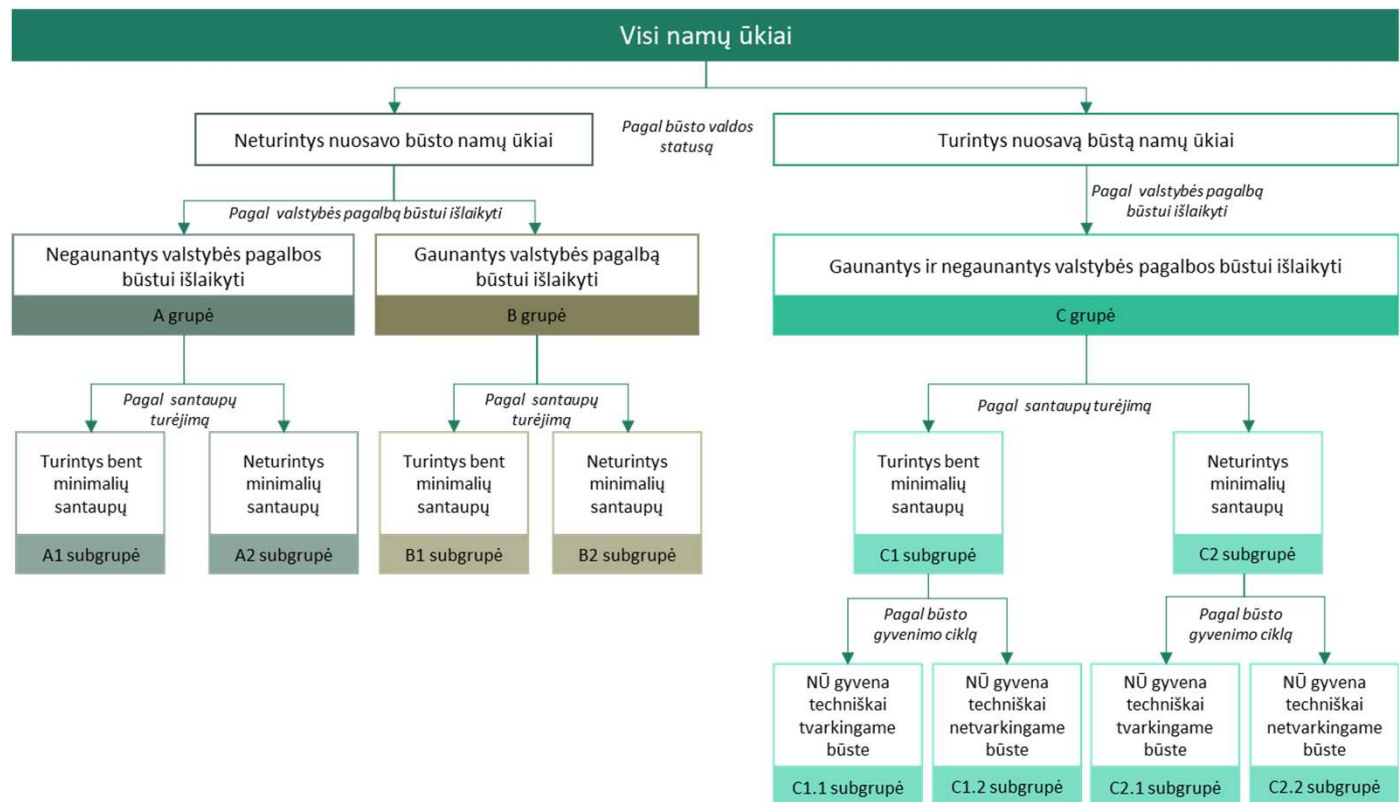 Visi namų ūkiai
Neturintys nuosavo būsto namų ūkiai
Pagal būsto valdos
statusą
Turintys nuosavą būstą namų ūkiai
Pagal valstybės pagalbą būstui išlaikyti
Pagal valstybės pagalbą
būstui išlaikyti
Negaunantys valstybės pagalbos
būstui išlaikyti
A grupė
Gaunantys valstybės pagalbą
būstui išlaikyti
B grupė
Gaunantys ir negaunantys valstybės pagalbos būstui išlaikyti
C grupė
Pagal santaupų
turėjimą
Pagal santaupų
turėjimą
Pagal santaupų turėjimą
Turintys bent
minimalių
santaupų
A1 subgrupė
Neturintys
minimalių
santaupų
A2 subgrupė
Turintys bent
minimalių
santaupų
B1 subgrupė
Neturintys
minimalių
santaupų
B2 subgrupė
Turintys bent
minimalių
santaupų
C1 subgrupė
Neturintys
minimalių
santaupų
C2 subgrupė
Pagal būsto
gyvenimo ciklą
Pagal būsto
gyvenimo ciklą
NŪ gyvena
techniškai
tvarkingame
būste
C1.1 subgrupė
NŪ gyvena
techniškai
netvarkingame
būste
C1.2 subgrupė
NŪ gyvena
techniškai
tvarkingame
būste
C2.1 subgrupė
NŪ gyvena
techniškai
netvarkingame
būste
C2.2 subgrupė